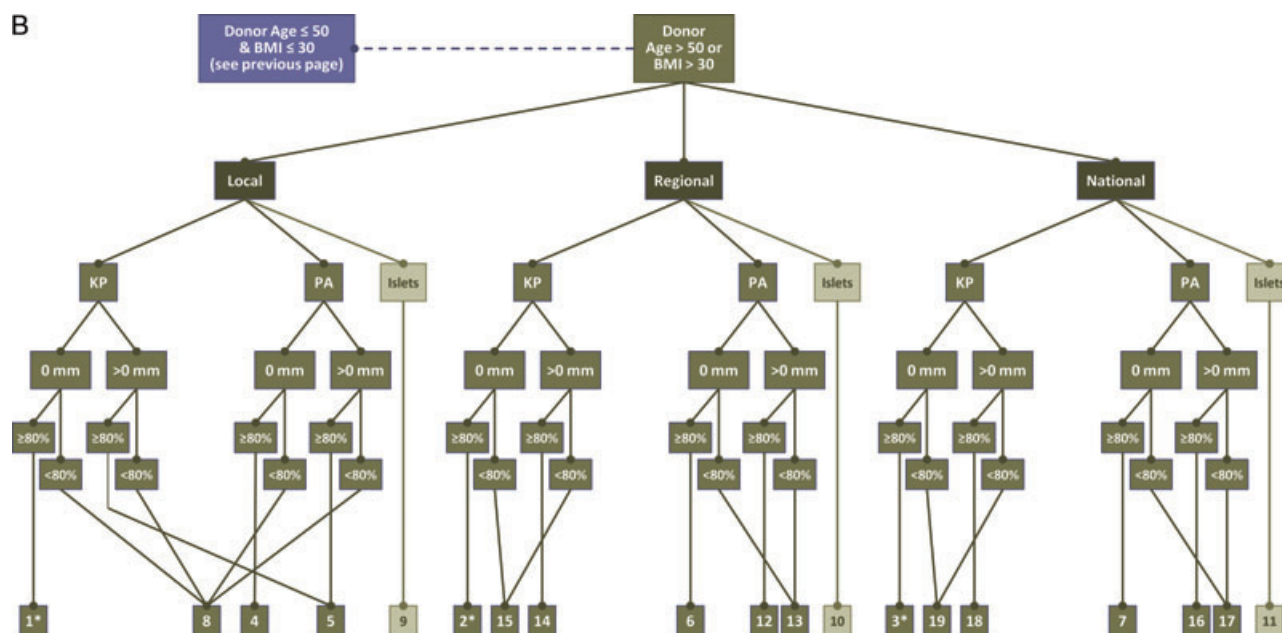 B
Donor Age ≤ 50
& BMI ≤ 30
(see previous page)
Donor
Age > 50 or
BMI > 30
Local
Regional
National
KP
PA
Islets
KP
PA
Islets
KP
PA
Islets
0 mm
>0 mm
0 mm
>0 mm
0 mm
>0 mm
0 mm
>0 mm
0 mm
>0 mm
0 mm
>0 mm
≥80%
≥80%
≥80%
≥80%
≥80%
≥80%
≥80%
≥80%
≥80%
≥80%
≥80%
≥80%
<80%
<80%
<80%
<80%
<80%
<80%
<80%
<80%
<80%
<80%
<80%
<80%
1*
8
4
5
9
2*
15
14
6
12
13
10
3*
19
18
7
16
17
11